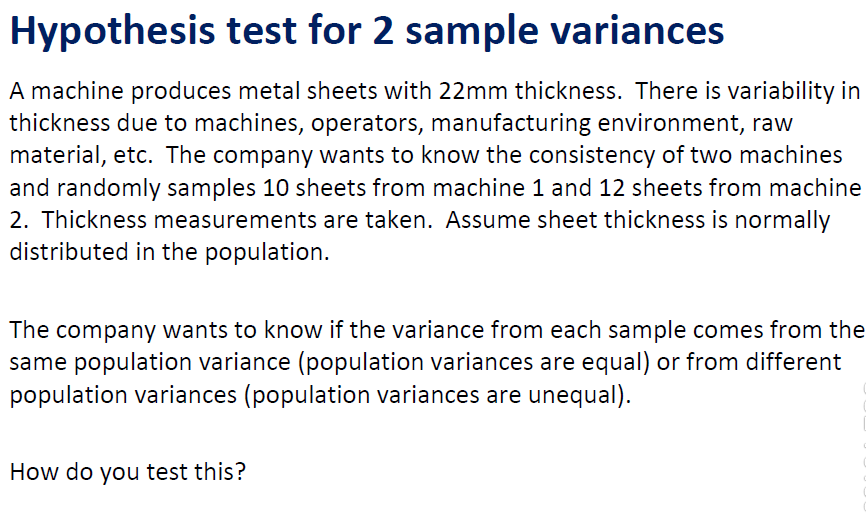 Hypothesis test for 2 sample variances
A machine produces metal sheets with 22mm thickness. There is variability in
thickness due to machines, operators, manufacturing environment, raw
material, etc. The company wants to know the consistency of two machines
and randomly samples 10 sheets from machine 1 and 12 sheets from machine
2. Thickness measurements are taken. Assume sheet thickness is normally
distributed in the population.
The company wants to know if the variance from each sample comes from the
same population variance (population variances are equal) or from different
population variances (population variances are unequal).
How do you test this?